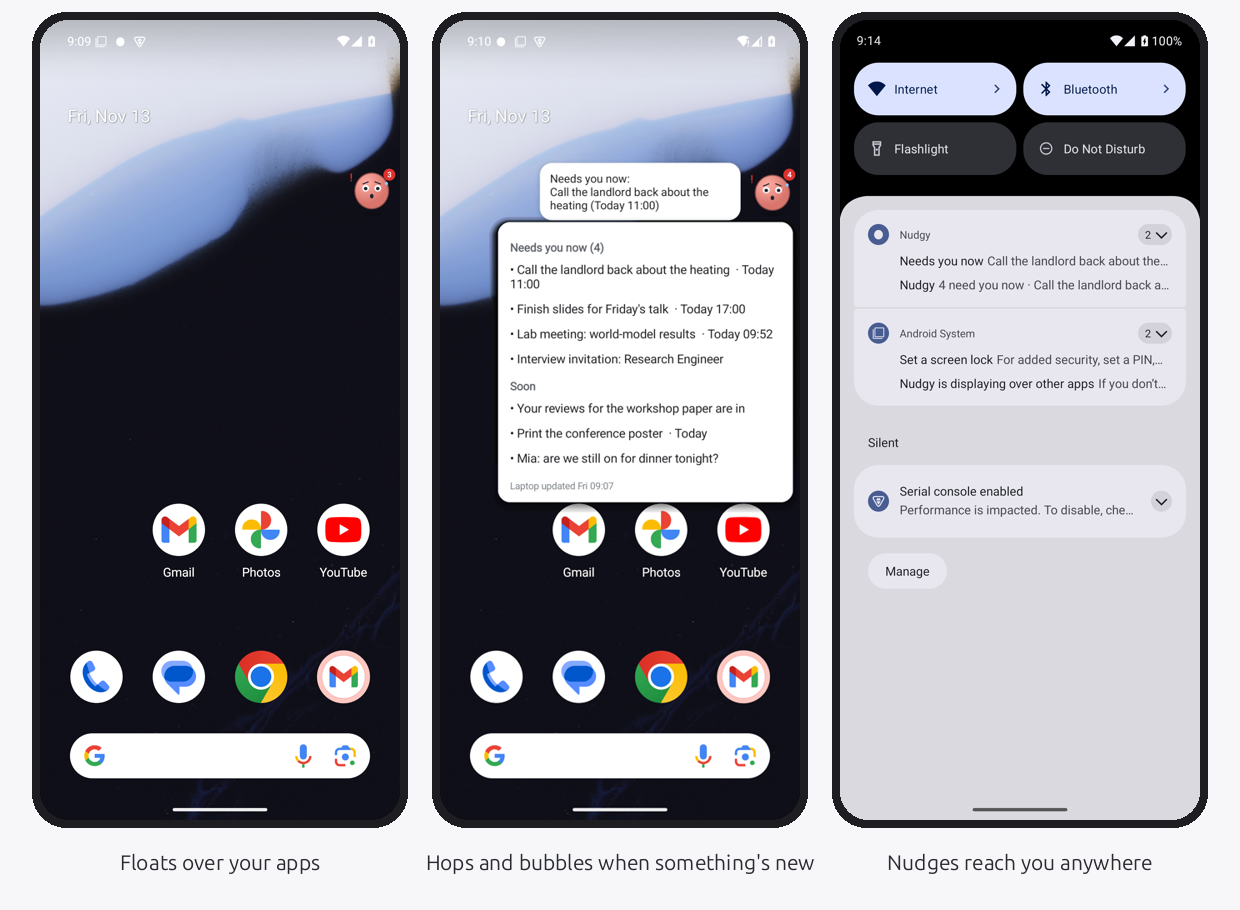 9:09
Fri, Nov 13
!
3
Gmail
Photos
YouTube
Floats over your apps
9:10
Fri, Nov 13
Needs you now:
Call the landlord back about the
heating (Today 11:00)
!
4
Needs you now (4)
• Call the landlord back about the heating · Today
11:00
• Finish slides for Friday's talk · Today 17:00
• Lab meeting: world-model results · Today 09:52
• Interview invitation: Research Engineer
Soon
• Your reviews for the workshop paper are in
• Print the conference poster · Today
• Mia: are we still on for dinner tonight?
Laptop updated Fri 09:07
Gmail
Photos
YouTube
Hops and bubbles when something's new
9:14
100%
Internet
Bluetooth
Flashlight
Do Not Disturb
Nudgy
2
Needs you now Call the landlord back about the...
Nudgy 4 need you now · Call the landlord back a...
Android System
2
Set a screen lock For added security, set a PIN,...
Nudgy is displaying over other apps If you don't...
Silent
Serial console enabled
Performance is impacted. To disable, che...
Manage
Nudges reach you anywhere